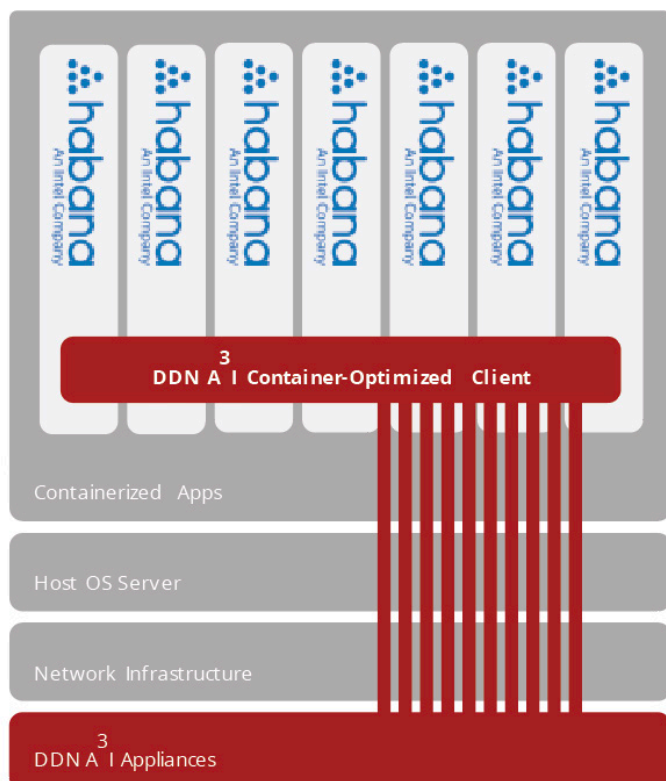 habana
An Intel Company
habana
An Intel Company
habana
An Intel Company
habana
An Intel Company
habana
An Intel Company
habana
An Intel Company
habana
An Intel Company
DDN A³I Container-Optimized Client
Containerized Apps
Host OS Server
Network Infrastructure
DDN A³I Appliances